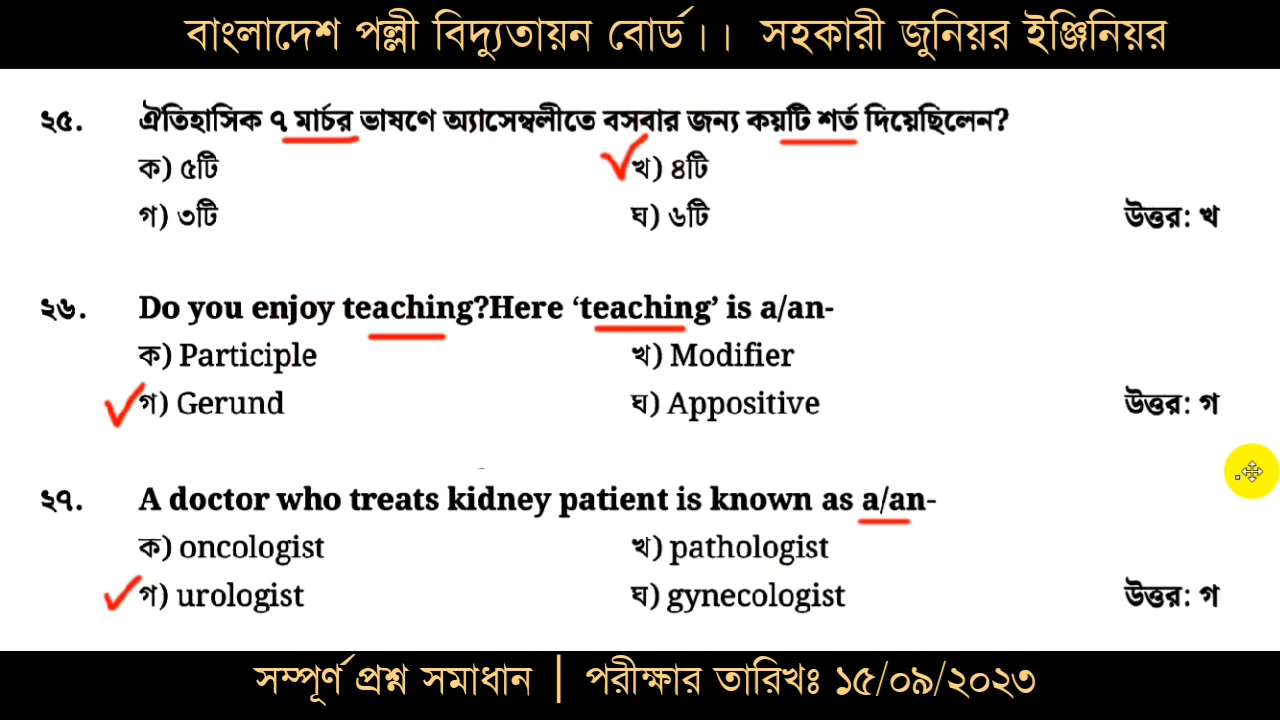 বাংলাদেশ পল্লী বিদ্যুতায়ন বোর্ড।। সহকারী জুনিয়র ইঞ্জিনিয়র
২৫. ঐতিহাসিক ৭ মার্চর ভাষণে অ্যাসেম্বলীতে বসবার জন্য কয়টি শর্ত দিয়েছিলেন?
ক) ৫টি খ) ৪টি
গ) ৩টি ঘ) ৬টি উত্তর: খ
২৬. Do you enjoy teaching?Here ‘teaching’ is a/an-
ক) Participle খ) Modifier
গ) Gerund ঘ) Appositive উত্তর: গ
২৭. A doctor who treats kidney patient is known as a/an-
ক) oncologist খ) pathologist
গ) urologist ঘ) gynecologist উত্তর: গ
সম্পূর্ণ প্রশ্ন সমাধান | পরীক্ষার তারিখঃ ১৫/০৯/২০২৩